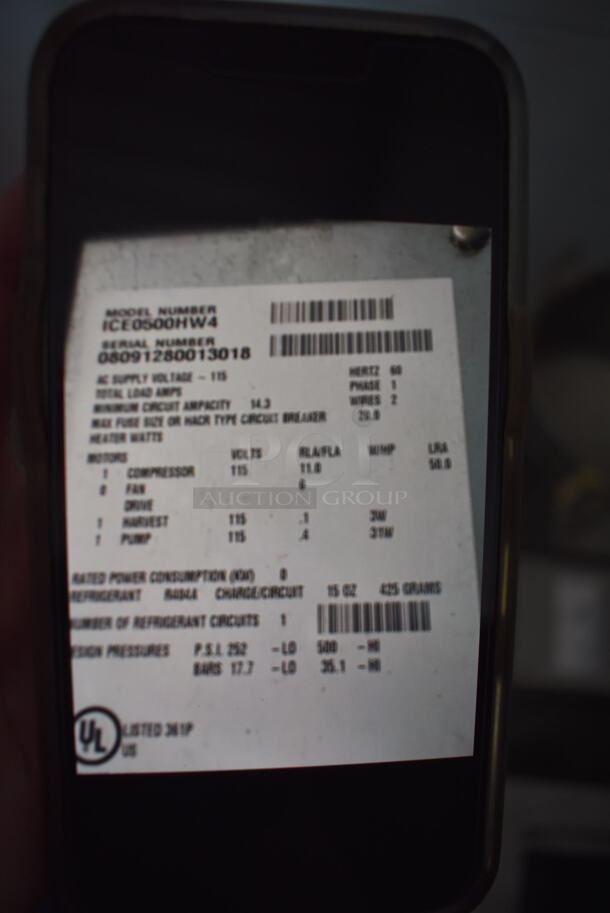 MODEL NUMBER
ICE0500HW4
SERIAL NUMBER
08091280013018
AC SUPPLY VOLTAGE ~ 115 HERTZ 60
TOTAL LOAD AMPS PHASE 1
MINIMUM CIRCUIT AMPACITY 14.3 WIRES 2
MAX FUSE SIZE OR HACR TYPE CIRCUIT BREAKER 20.0
HEATER WATTS
MOTORS VOLTS RLA/FLA W/HP LRA
1 COMPRESSOR 115 11.0 50.0
0 FAN 0
DRIVE
1 HARVEST 115 .1 3W
1 PUMP 115 .4 31W
RATED POWER CONSUMPTION (KW) 0
REFRIGERANT R404A CHARGE/CIRCUIT 15 OZ 425 GRAMS
NUMBER OF REFRIGERANT CIRCUITS 1
ESIGN PRESSURES P.S.I. 252 -LO 500 -HI
BARS 17.7 -LO 35.1 -HI
UL LISTED 361P
US
PCI
AUCTION GROUP